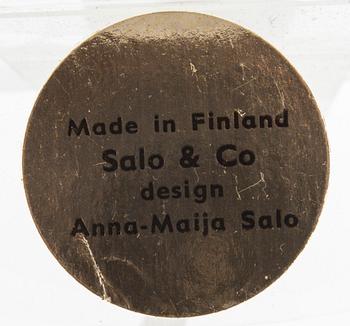 Made in Finland
Salo & Co
design
Anna-Maija Salo